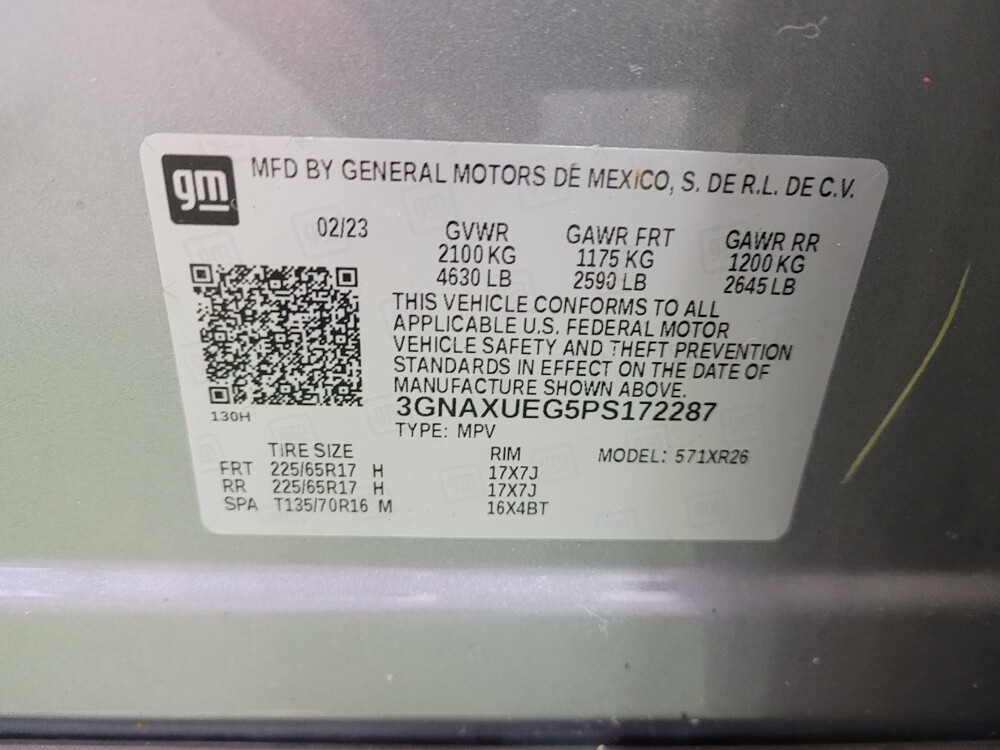 gm
MFD BY GENERAL MOTORS DE MEXICO, S. DE R.L. DE C.V.
02/23 GVWR GAWR FRT GAWR RR
2100 KG 1175 KG 1200 KG
4630 LB 2590 LB 2645 LB
THIS VEHICLE CONFORMS TO ALL
APPLICABLE U.S. FEDERAL MOTOR
VEHICLE SAFETY AND THEFT PREVENTION
STANDARDS IN EFFECT ON THE DATE OF
MANUFACTURE SHOWN ABOVE.
3GNAXUEG5PS172287
130H
TYPE: MPV
TIRE SIZE RIM MODEL: 571XR26
FRT 225/65R17 H 17X7J
RR 225/65R17 H 17X7J
SPA T135/70R16 M 16X4BT